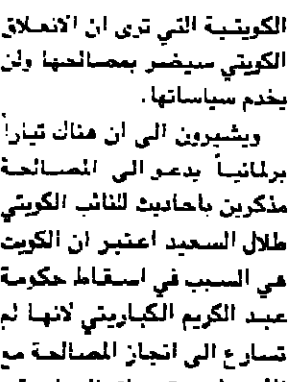 الكويتية التي ترى ان الانغلاق
الكويتي سيضر بمصالحها ولن
يخدم سياساتها.
ويشيرون الى ان هناك تياراً
برلمانياً يدعو الى المصالحة
مذكرين باحاديث للنائب الكويتي
طلال السعيد اعتبر ان الكويت
هي السبب في اسقاط حكومة
عبد الكريم الكباريتي لانها لم
تسارع الى انجاز المصالحة مع